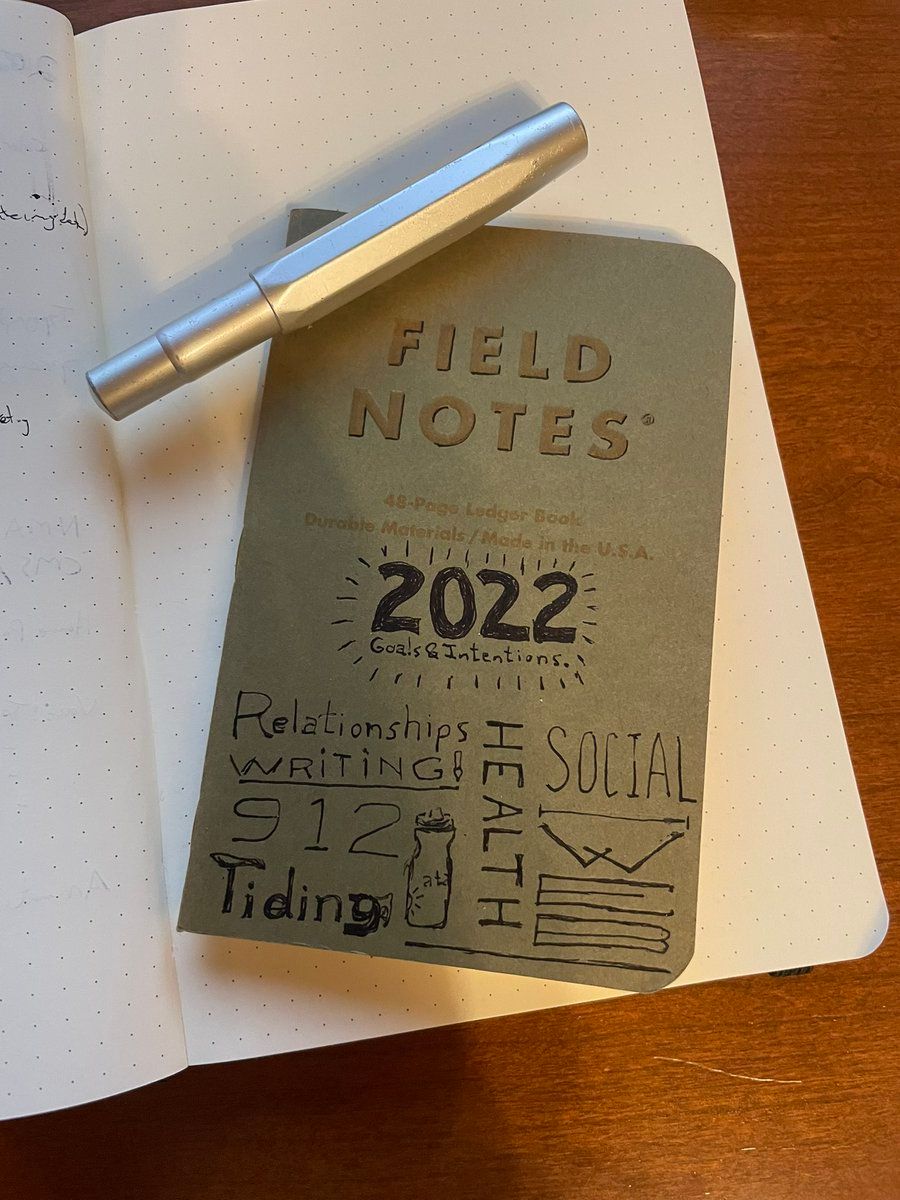 FIELD
NOTES®
48-Page Ledger Book
Durable Materials / Made in the U.S.A.
2022
Goals & Intentions.
Relationships
WRiTiNG!
912
Tiding
HEALTH
SOCIAL